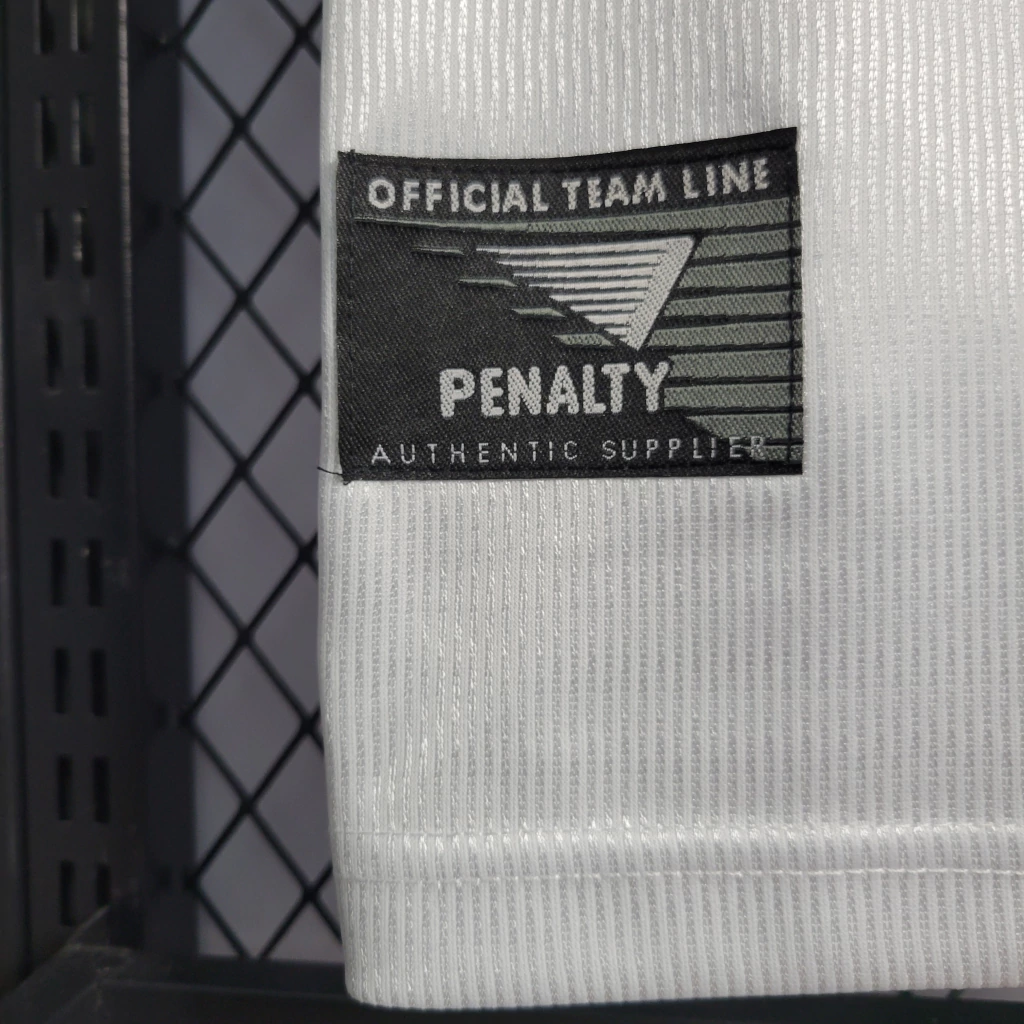 OFFICIAL TEAM LINE
PENALTY
AUTHENTIC SUPPLIER